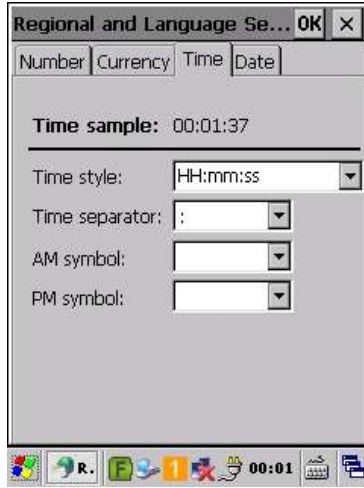 Regional and Language Se... OK ×
Number Currency Time Date
Time sample: 00:01:37
Time style: HH:mm:ss
Time separator: :
AM symbol:
PM symbol:
R. F 1 00:01